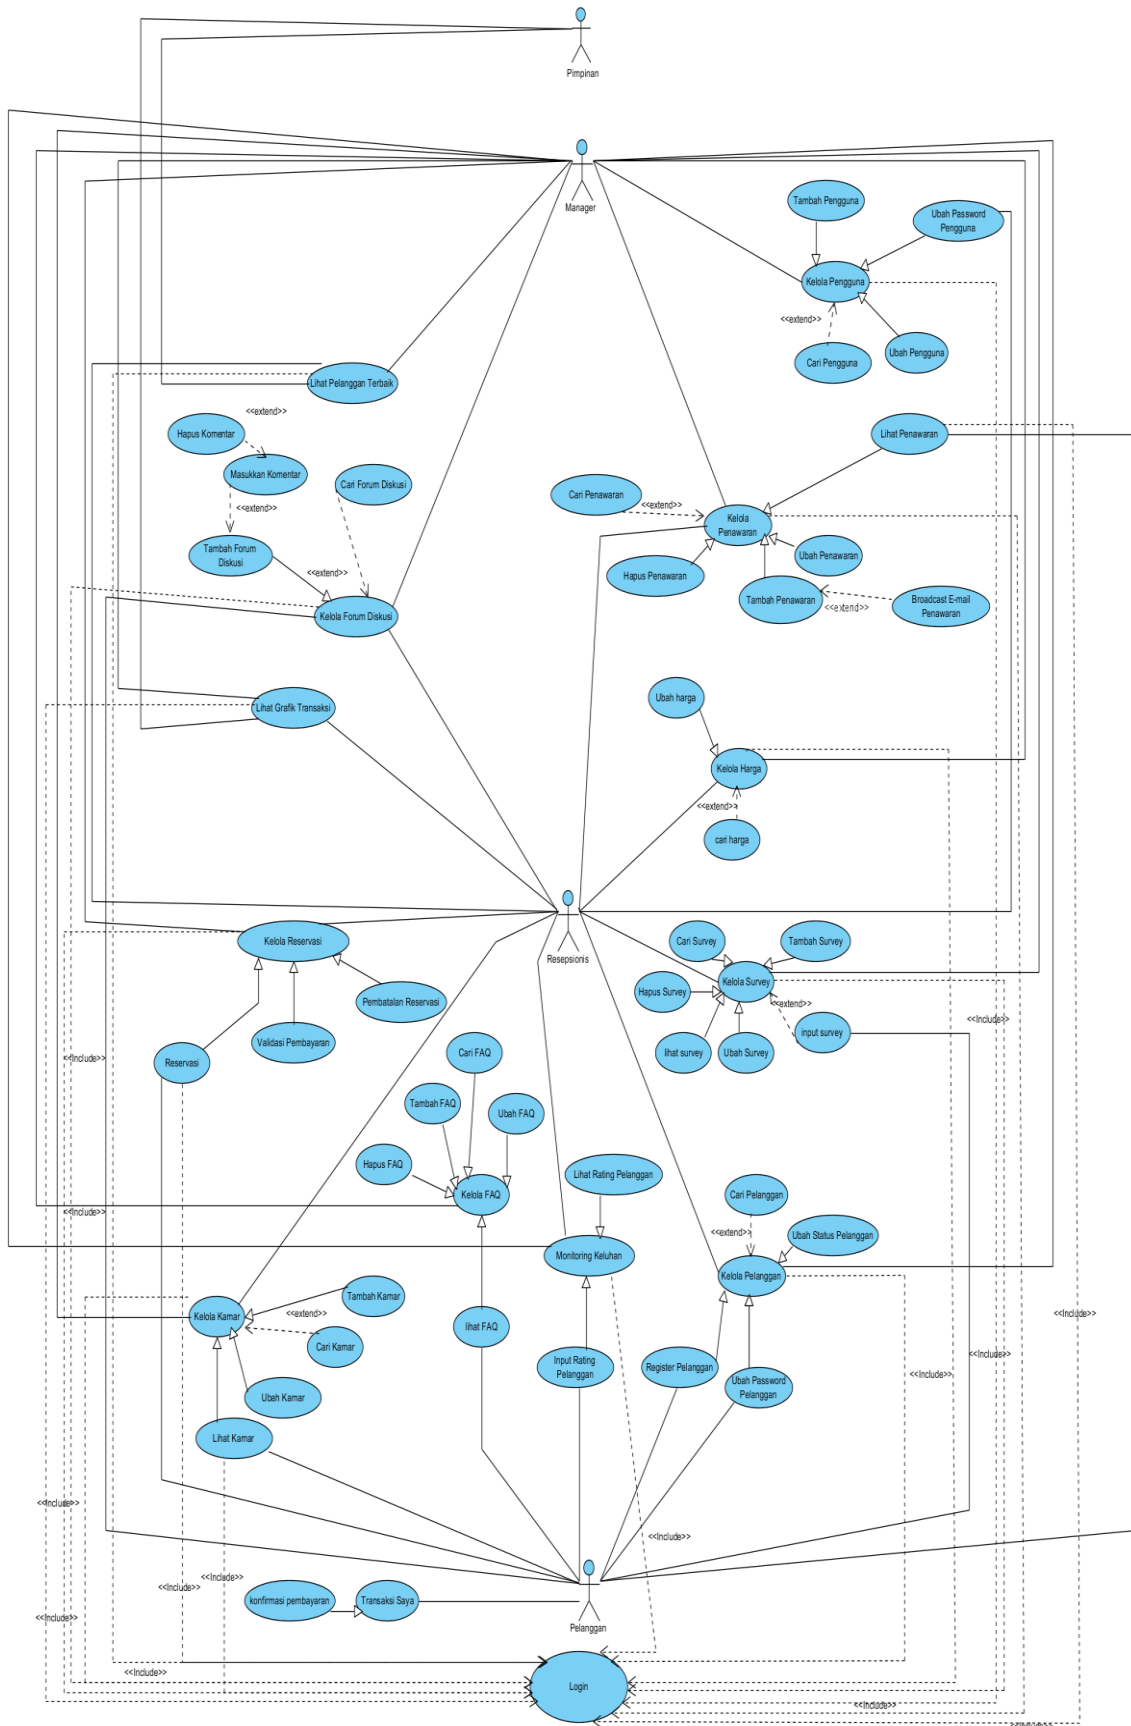 Pimpinan
Manager
Tambah Pengguna
Ubah Password
Pengguna
Kelola Pengguna
<<extend>>
Cari Pengguna
Ubah Pengguna
Lihat Pelanggan Terbaik
<<extend>>
Hapus Komentar
Masukkan Komentar
Cari Forum Diskusi
<<extend>>
Tambah Forum
Diskusi
<<extend>>
Kelola Forum Diskusi
Lihat Penawaran
Cari Penawaran
<<extend>>
Kelola
Penawaran
Ubah Penawaran
Hapus Penawaran
Tambah Penawaran
<<extend>>
Broadcast E-mail
Penawaran
Lihat Grafik Transaksi
Ubah harga
Kelola Harga
<<extend>>
cari harga
Resepsionis
Kelola Reservasi
Pembatalan Reservasi
Validasi Pembayaran
Reservasi
<<Include>>
Cari Survey
Tambah Survey
Kelola Survey
Hapus Survey
<<extend>>
<<Include>>
input survey
lihat survey
Ubah Survey
Cari FAQ
Tambah FAQ
Ubah FAQ
Hapus FAQ
Kelola FAQ
<<Include>>
Lihat Rating Pelanggan
Monitoring Keluhan
Cari Pelanggan
<<extend>>
Ubah Status Pelanggan
Kelola Pelanggan
Tambah Kamar
Kelola Kamar
<<extend>>
Cari Kamar
Ubah Kamar
Lihat Kamar
lihat FAQ
Input Rating
Pelanggan
Register Pelanggan
Ubah Password
Pelanggan
<<Include>>
<<Include>>
<<Include>>
<<Include>>
<<Include>>
<<Include>>
<<Include>>
konfirmasi pembayaran
Transaksi Saya
Pelanggan
<<Include>>
<<Include>>
Login
<<Include>>